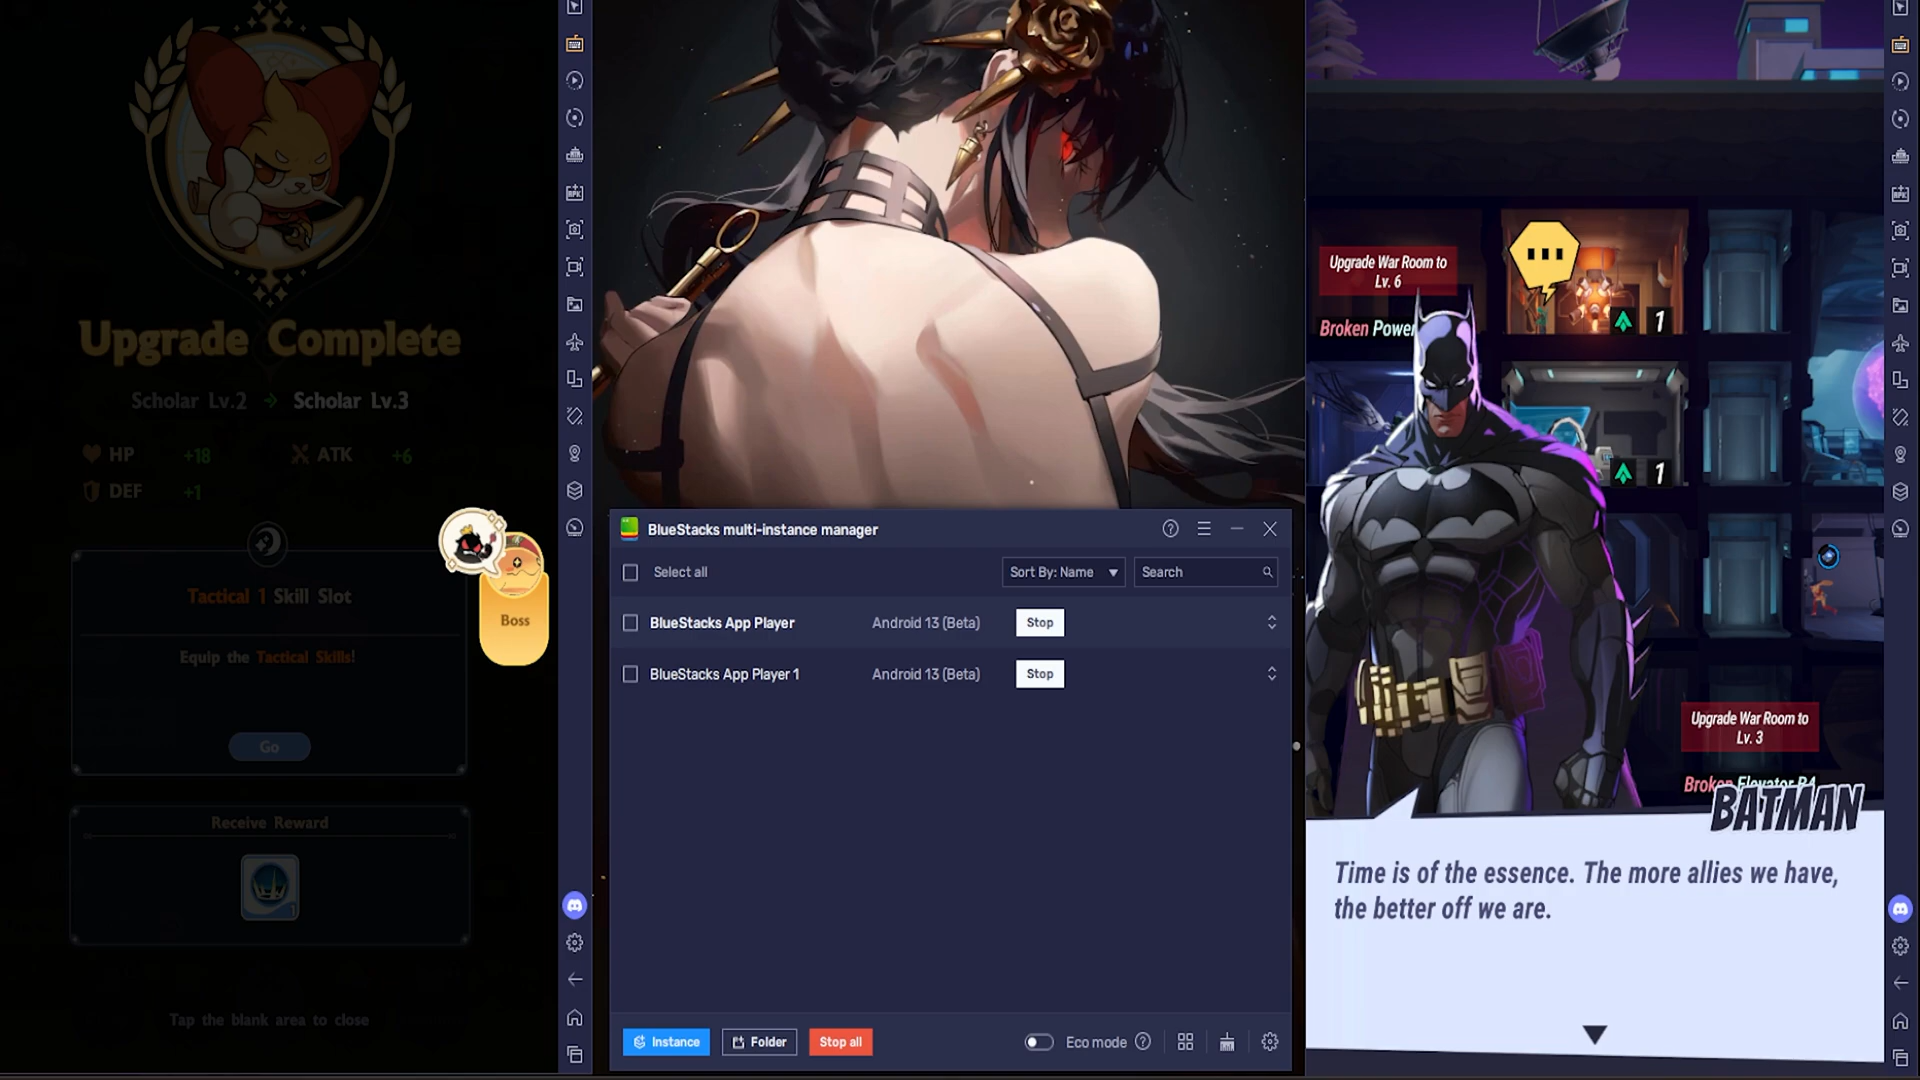 Upgrade Complete
Scholar Lv.2 → Scholar Lv.3
HP +18 ATK +6
DEF +1
Tactical 1 Skill Slot
Equip the Tactical Skills!
Go
Boss
Receive Reward
1
Tap the blank area to close
BlueStacks multi-instance manager
Select all
Sort By: Name
Search
BlueStacks App Player Android 13 (Beta) Stop
BlueStacks App Player 1 Android 13 (Beta) Stop
Instance
Folder
Stop all
Eco mode
Upgrade War Room to
Lv. 6
Broken Power
1
1
Upgrade War Room to
Lv. 3
Broken Elevator B4
BATMAN
Time is of the essence. The more allies we have,
the better off we are.